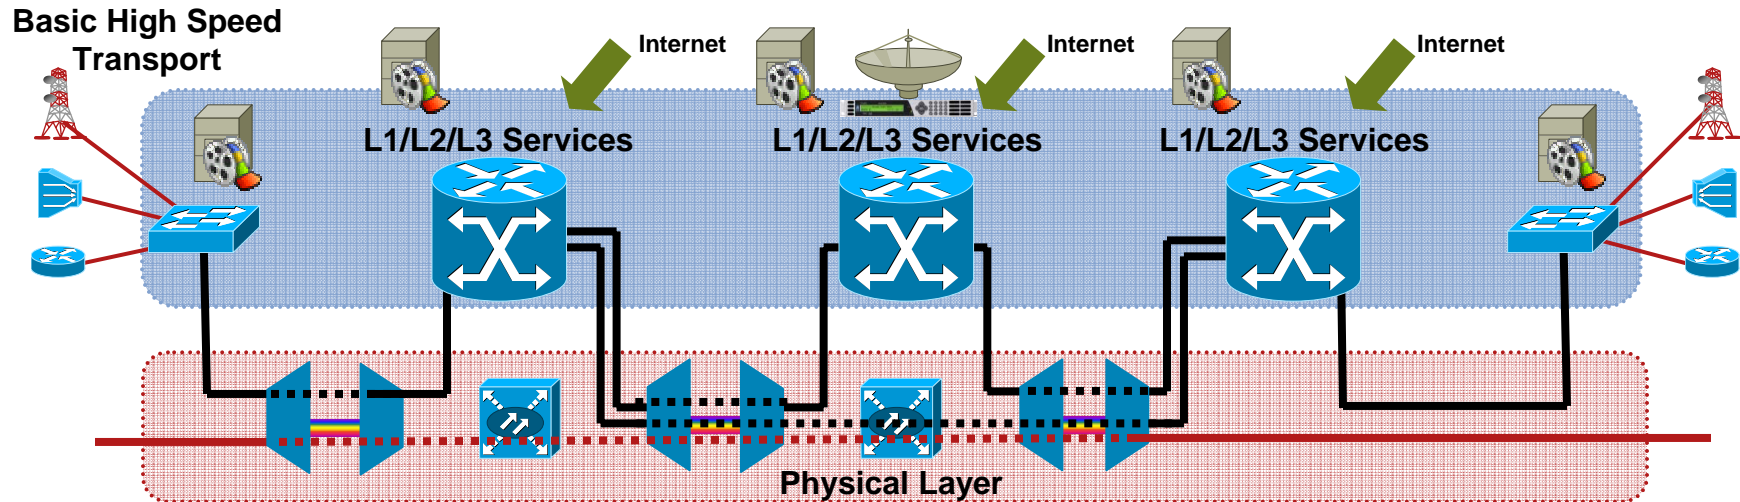 Basic High Speed
Transport
Internet
Internet
Internet
L1/L2/L3 Services
L1/L2/L3 Services
L1/L2/L3 Services
Physical Layer